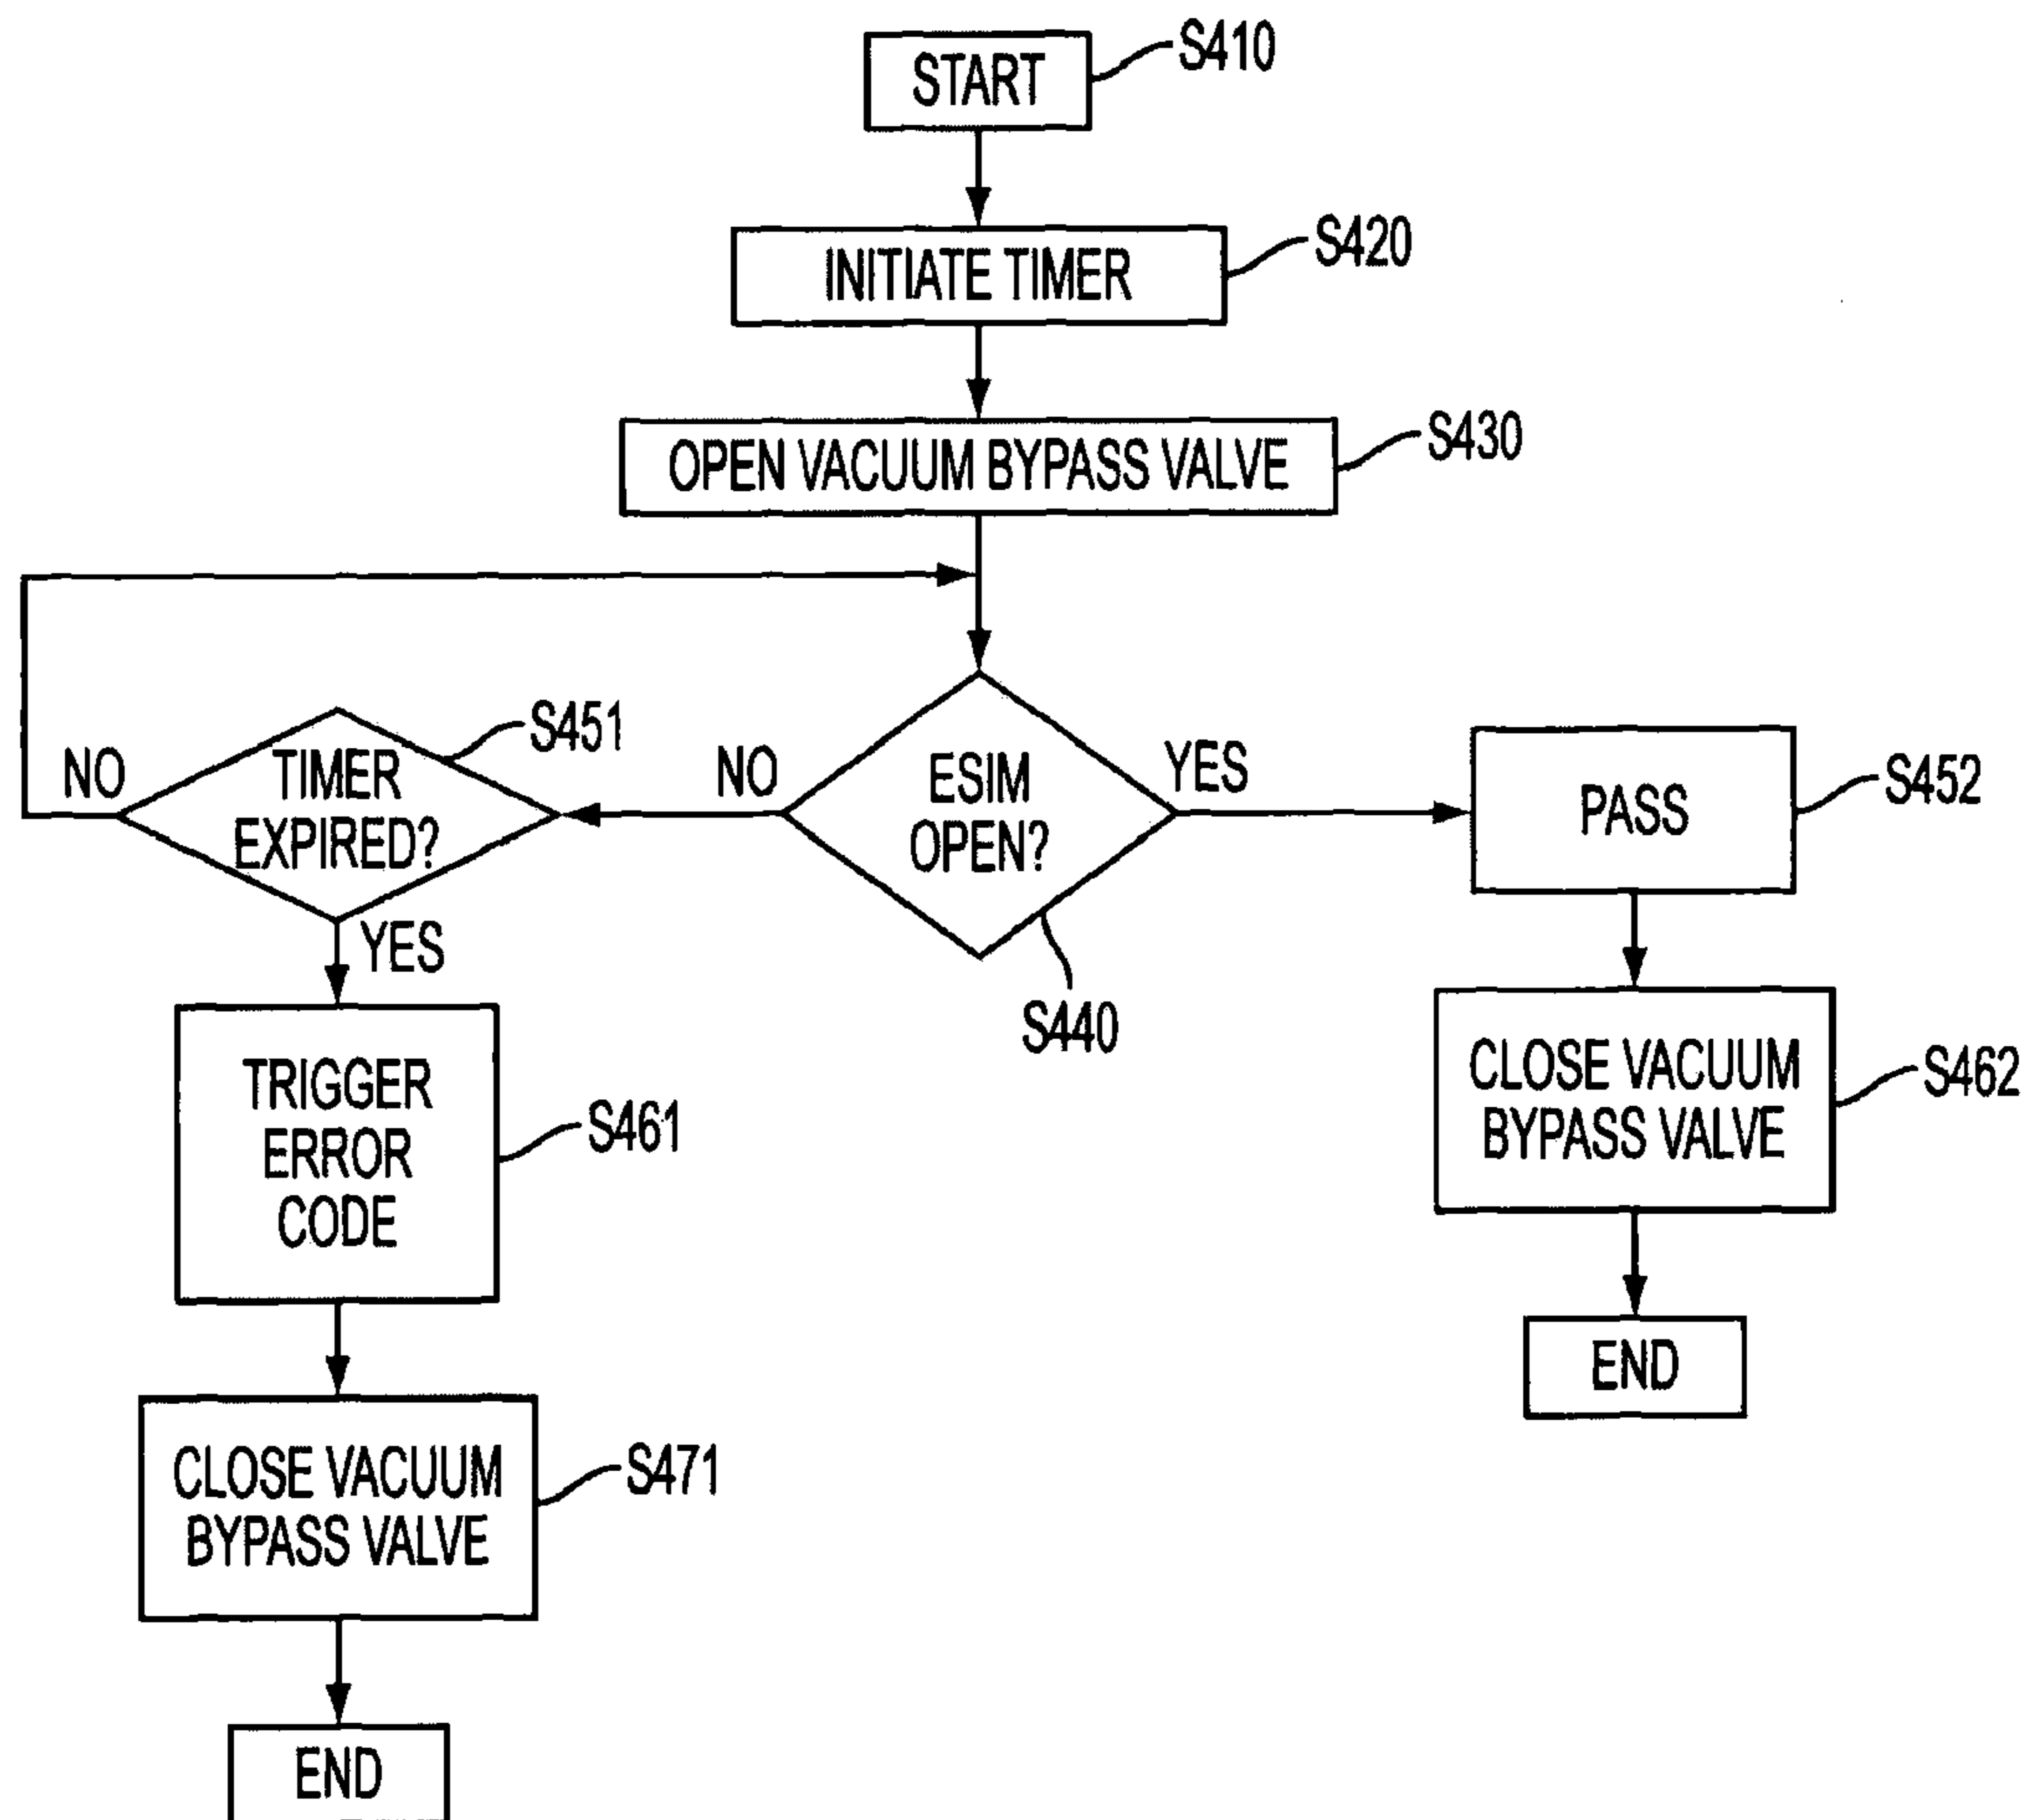 START
S410
INITIATE TIMER
S420
OPEN VACUUM BYPASS VALVE
S430
NO
TIMER
EXPIRED?
S451
YES
NO
ESIM
OPEN?
S440
YES
PASS
S452
TRIGGER
ERROR
CODE
S461
CLOSE VACUUM
BYPASS VALVE
S462
END
CLOSE VACUUM
BYPASS VALVE
S471
END